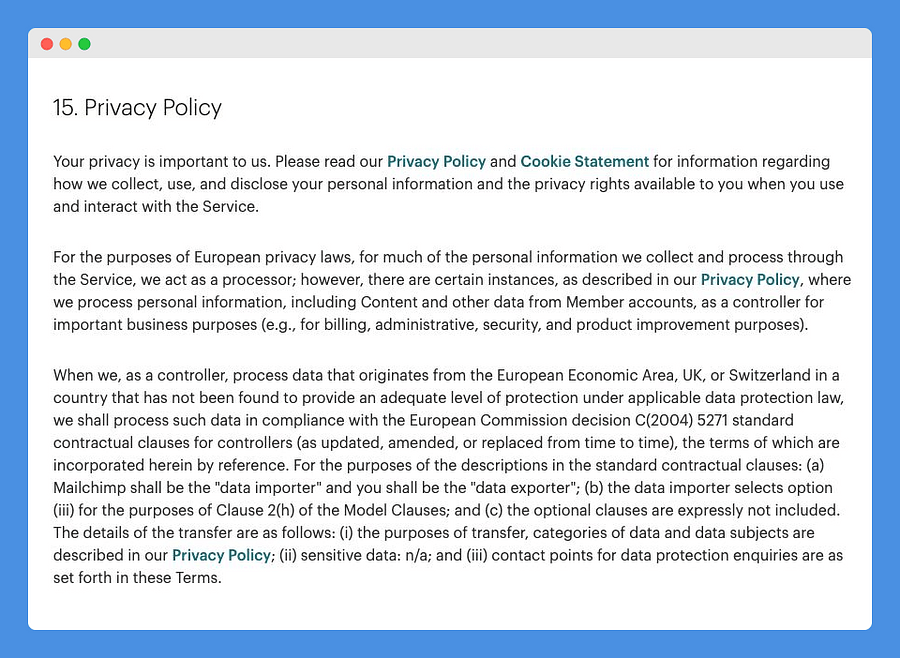 15. Privacy Policy
Your privacy is important to us. Please read our Privacy Policy and Cookie Statement for information regarding
how we collect, use, and disclose your personal information and the privacy rights available to you when you use
and interact with the Service.
For the purposes of European privacy laws, for much of the personal information we collect and process through
the Service, we act as a processor; however, there are certain instances, as described in our Privacy Policy, where
we process personal information, including Content and other data from Member accounts, as a controller for
important business purposes (e.g., for billing, administrative, security, and product improvement purposes).
When we, as a controller, process data that originates from the European Economic Area, UK, or Switzerland in a
country that has not been found to provide an adequate level of protection under applicable data protection law,
we shall process such data in compliance with the European Commission decision C(2004) 5271 standard
contractual clauses for controllers (as updated, amended, or replaced from time to time), the terms of which are
incorporated herein by reference. For the purposes of the descriptions in the standard contractual clauses: (a)
Mailchimp shall be the "data importer" and you shall be the "data exporter"; (b) the data importer selects option
(iii) for the purposes of Clause 2(h) of the Model Clauses; and (c) the optional clauses are expressly not included.
The details of the transfer are as follows: (i) the purposes of transfer, categories of data and data subjects are
described in our Privacy Policy; (ii) sensitive data: n/a; and (iii) contact points for data protection enquiries are as
set forth in these Terms.